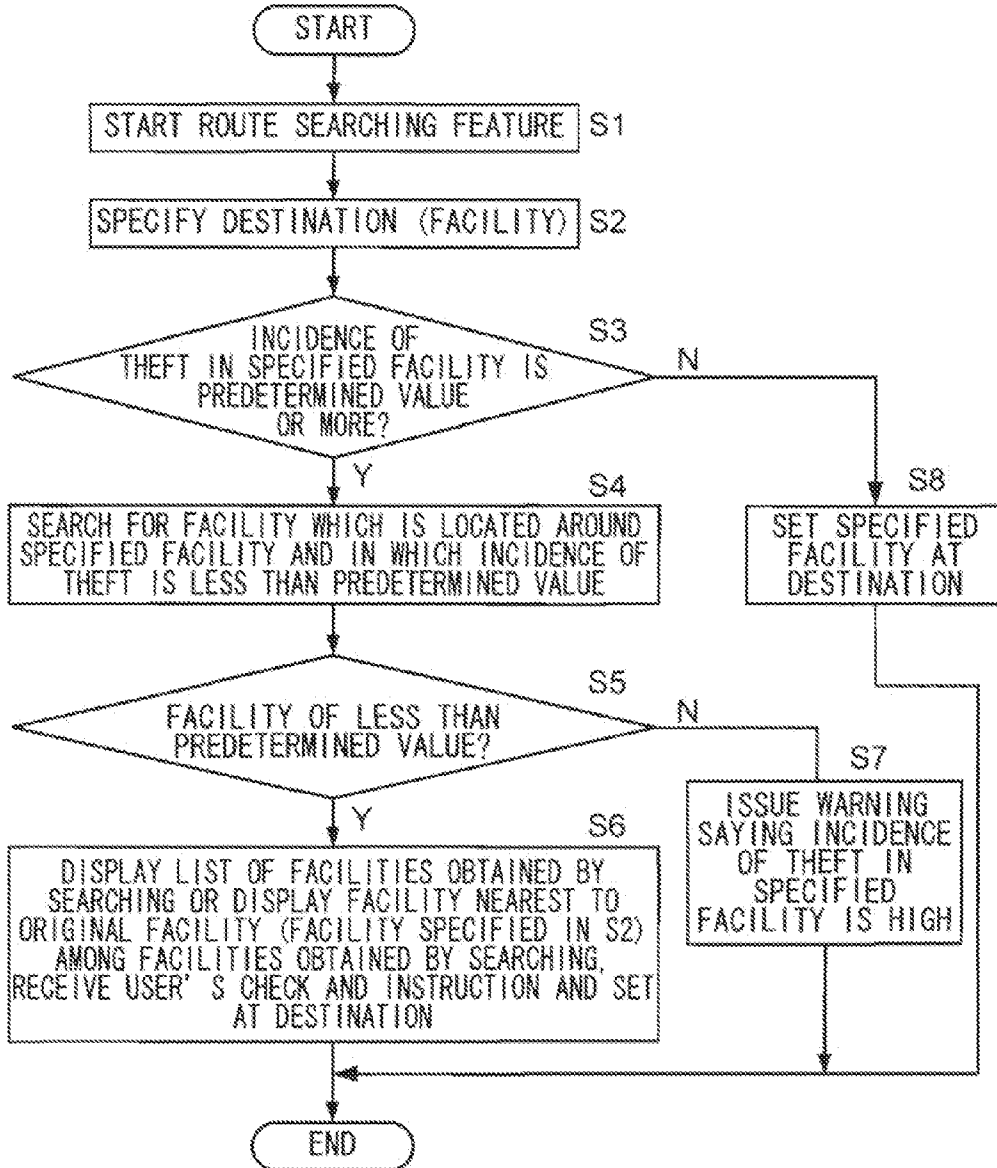 START
START ROUTE SEARCHING FEATURE
S1
SPECIFY DESTINATION (FACILITY)
S2
S3
INCIDENCE OF
THEFT IN SPECIFIED FACILITY IS
PREDETERMINED VALUE
OR MORE?
N
Y
S4
SEARCH FOR FACILITY WHICH IS LOCATED AROUND
SPECIFIED FACILITY AND IN WHICH INCIDENCE OF
THEFT IS LESS THAN PREDETERMINED VALUE
S8
SET SPECIFIED
FACILITY AT
DESTINATION
S5
FACILITY OF LESS THAN
PREDETERMINED VALUE?
N
Y
S7
ISSUE WARNING
SAYING INCIDENCE
OF THEFT IN
SPECIFIED
FACILITY IS HIGH
S6
DISPLAY LIST OF FACILITIES OBTAINED BY
SEARCHING OR DISPLAY FACILITY NEAREST TO
ORIGINAL FACILITY (FACILITY SPECIFIED IN S2)
AMONG FACILITIES OBTAINED BY SEARCHING,
RECEIVE USER'S CHECK AND INSTRUCTION AND SET
AT DESTINATION
END